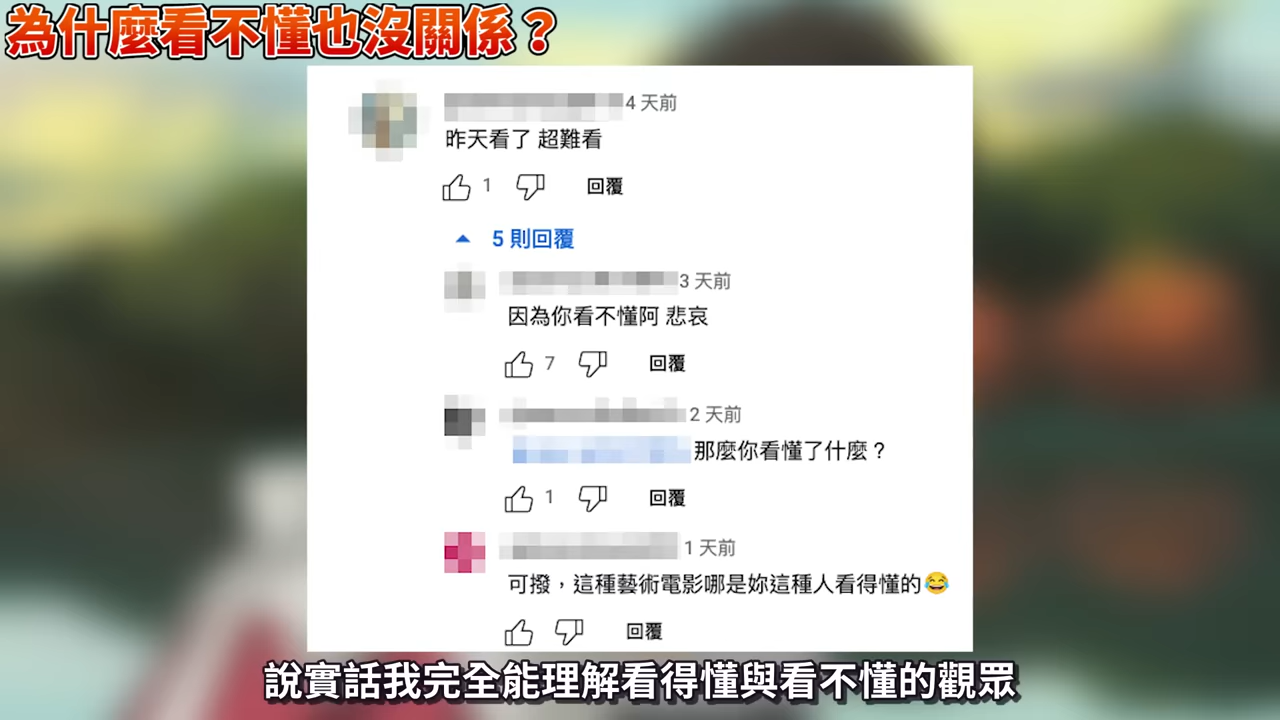 為什麼看不懂也沒關係？
4 天前
昨天看了 超難看
1 回覆
5 則回覆
3 天前
因為你看不懂阿 悲哀
7 回覆
2 天前
那麼你看懂了什麼？
1 回覆
1 天前
可撥，這種藝術電影哪是妳這種人看得懂的😂
回覆
說實話我完全能理解看得懂與看不懂的觀眾